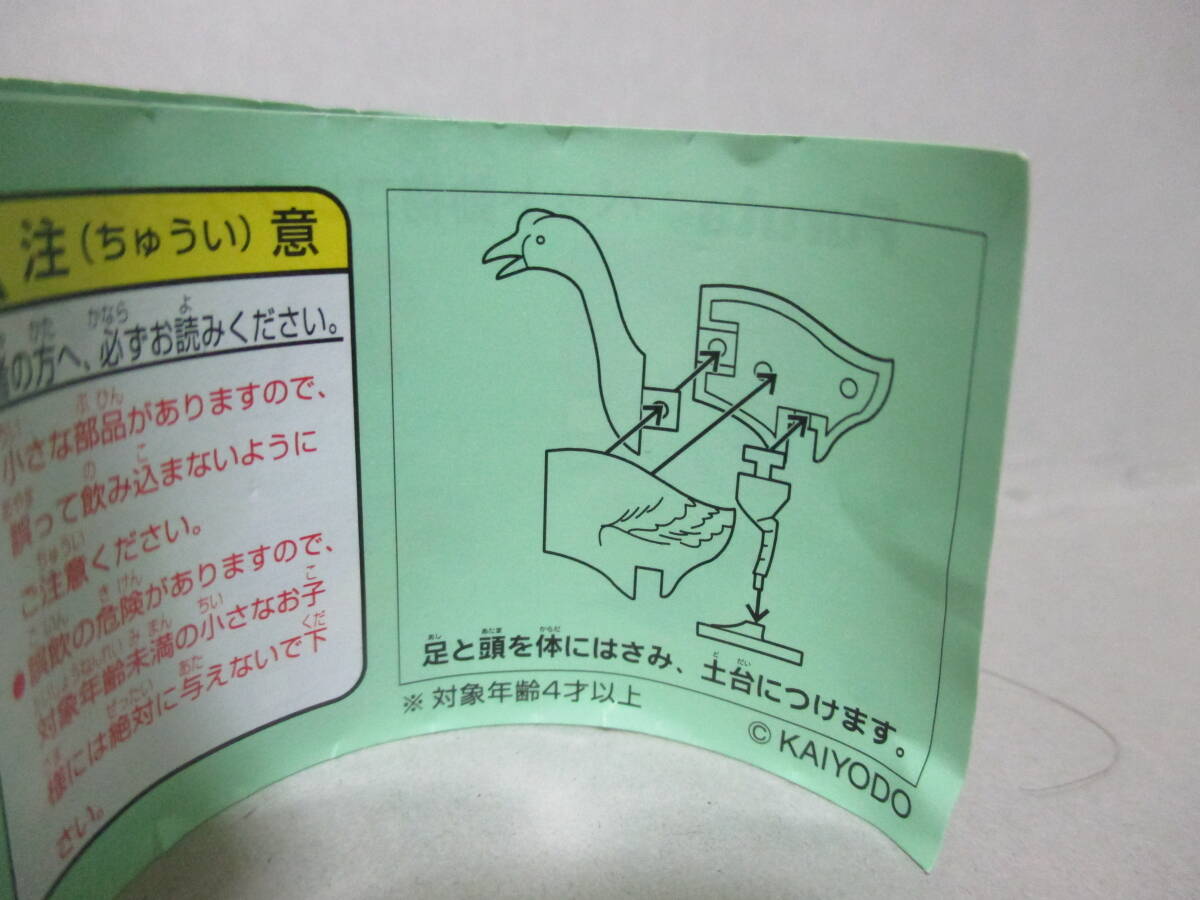 注(ちゅうい)意
の方へ、必ずお読みください。
小さな部品がありますので、
誤って飲み込まないように
ご注意ください。
●誤飲の危険がありますので、
対象年齢未満の小さなお子
様には絶対に与えないで下
さい。
足と頭を体にはさみ、土台につけます。
※対象年齢4才以上
© KAIYODO